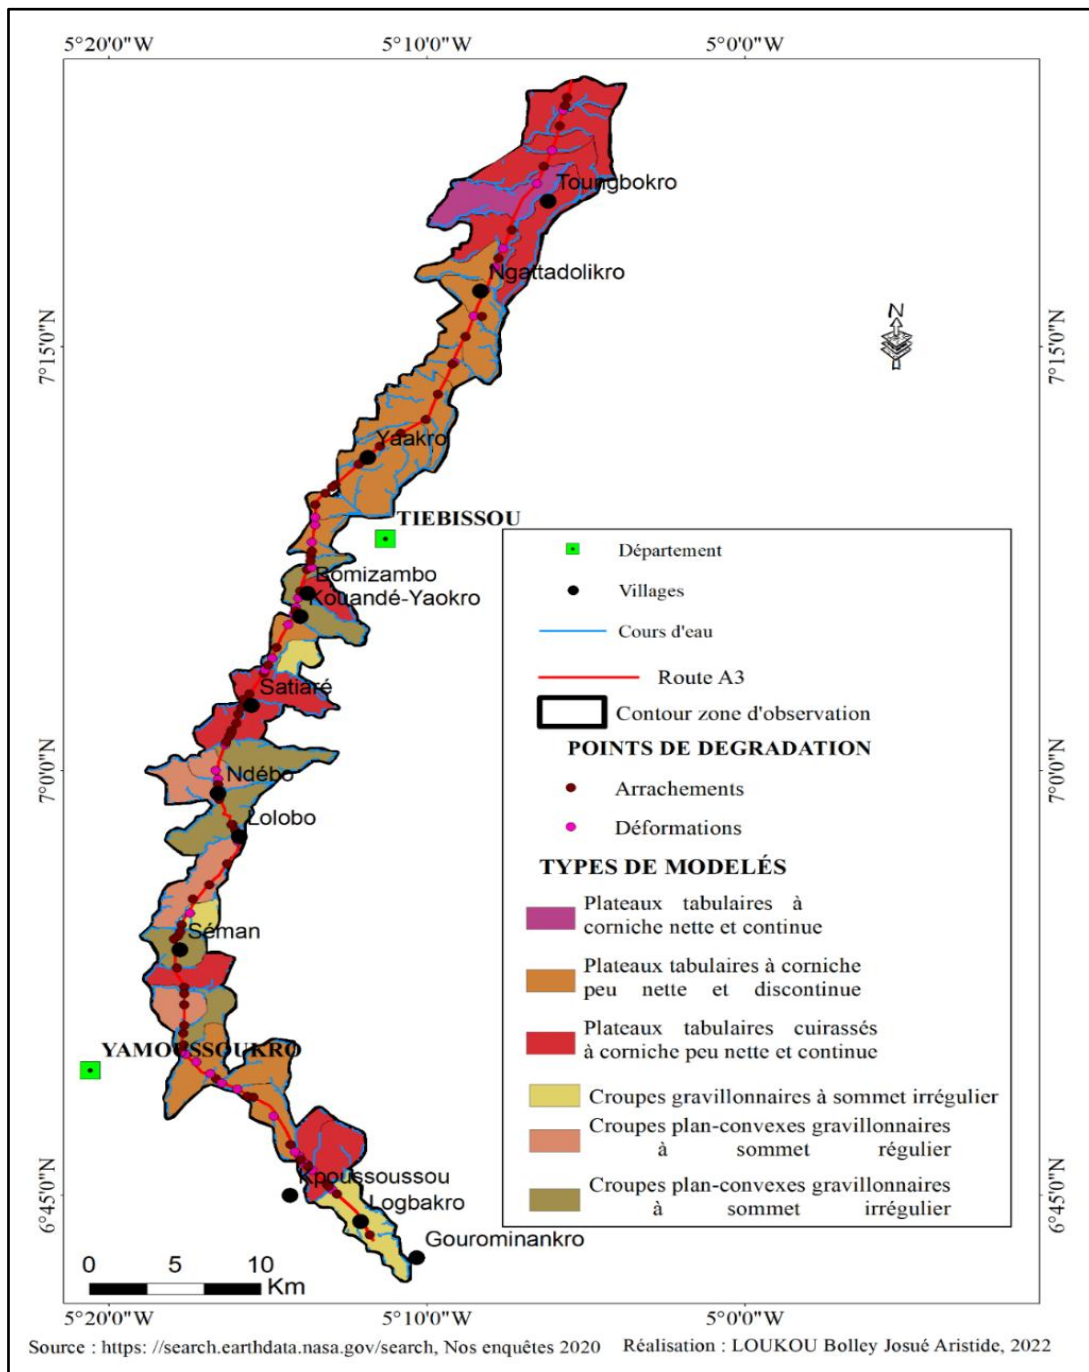 5°20'0"W 5°10'0"W 5°0'0"W
Toungbokro
N
Ngattadolikro
7°15'0"N 7°15'0"N
Yaakro
TIEBISSOU
Bomizambo
Kouandé-Yaokro
Satiaré
7°0'0"N 7°0'0"N
Ndébo
Lolobo
Séman
YAMOUSSOUKRO
Kpoussoussou
6°45'0"N 6°45'0"N
Logbakro
Gourominankro
Département
Villages
Cours d'eau
Route A3
Contour zone d'observation
POINTS DE DEGRADATION
Arrachements
Déformations
TYPES DE MODELÉS
Plateaux tabulaires à
corniche nette et continue
Plateaux tabulaires à corniche
peu nette et discontinue
Plateaux tabulaires cuirassés
à corniche peu nette et continue
Croupes gravillonnaires à sommet irrégulier
Croupes plan-convexes gravillonnaires
à sommet régulier
Croupes plan-convexes gravillonnaires
à sommet irrégulier
0 5 10
Km
5°20'0"W 5°10'0"W 5°0'0"W
Source : https: //search.earthdata.nasa.gov/search, Nos enquêtes 2020 Réalisation : LOUKOU Bolley Josué Aristide, 2022